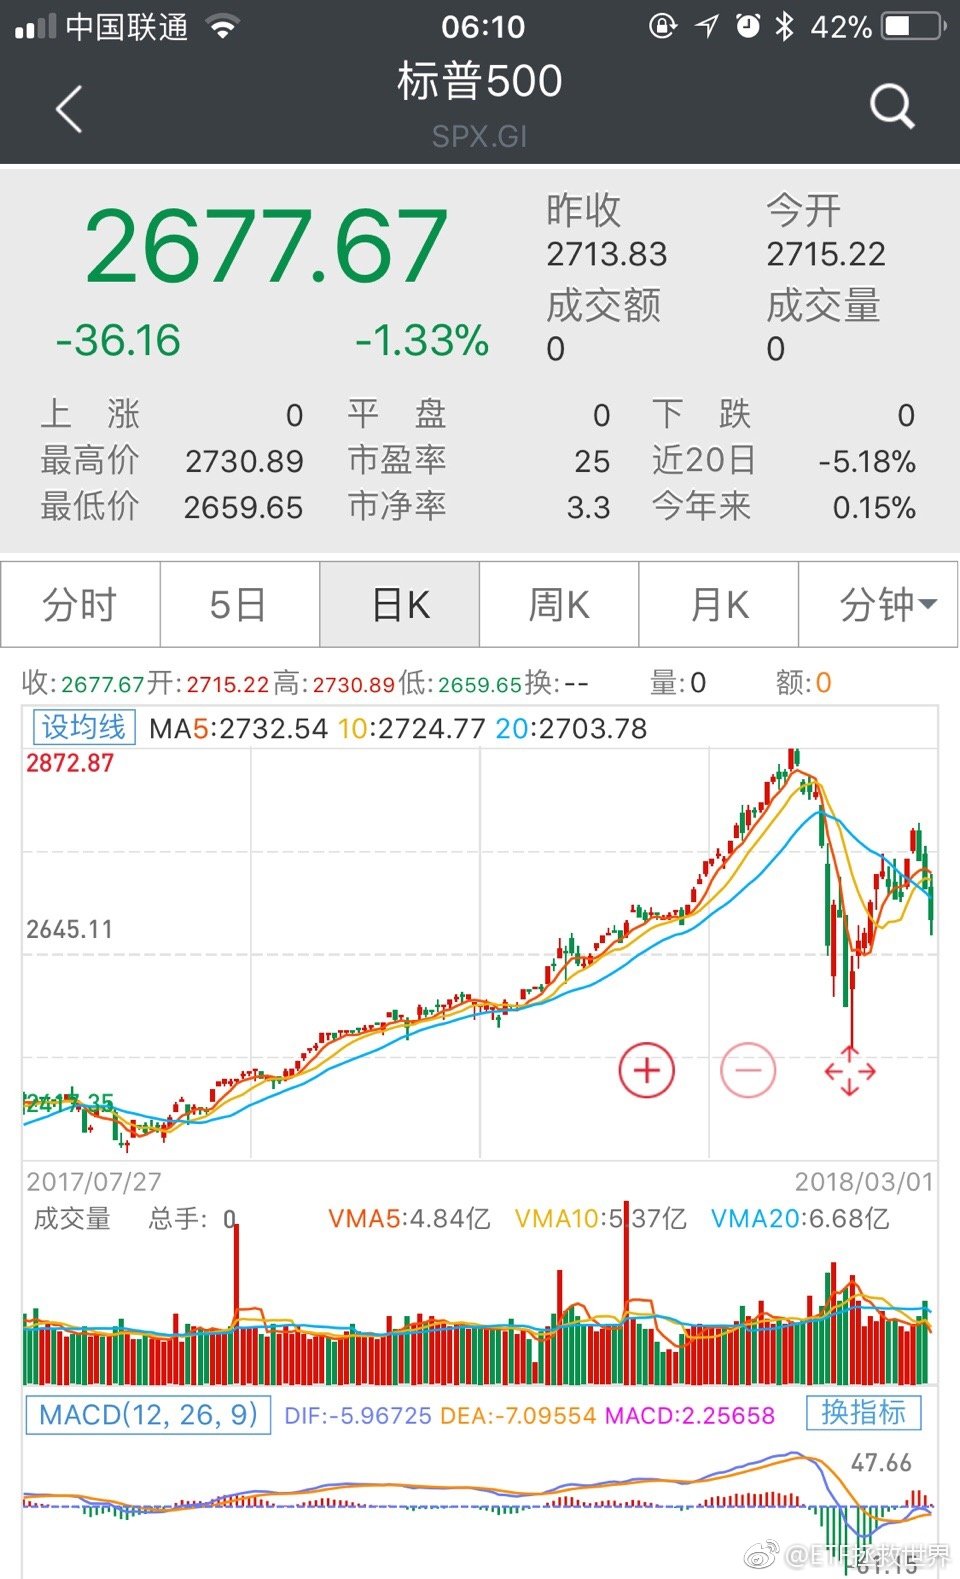 中国联通 06:10 42%
标普500
SPX.GI
2677.67
-36.16 -1.33%
昨收 今开
2713.83 2715.22
成交额 成交量
0 0
上涨 0 平盘 0 下跌 0
最高价 2730.89 市盈率 25 近20日 -5.18%
最低价 2659.65 市净率 3.3 今年来 0.15%
分时 5日 日K 周K 月K 分钟
收:2677.67开:2715.22高:2730.89低:2659.65换:-- 量:0 额:0
设均线 MA5:2732.54 10:2724.77 20:2703.78
2872.87
2645.11
2417.35
2017/07/27 2018/03/01
成交量 总手: 0 VMA5:4.84亿 VMA10:5.37亿 VMA20:6.68亿
MACD(12, 26, 9) DIF:-5.96725 DEA:-7.09554 MACD:2.25658 换指标
47.66
-61.15
@ETF拯救世界